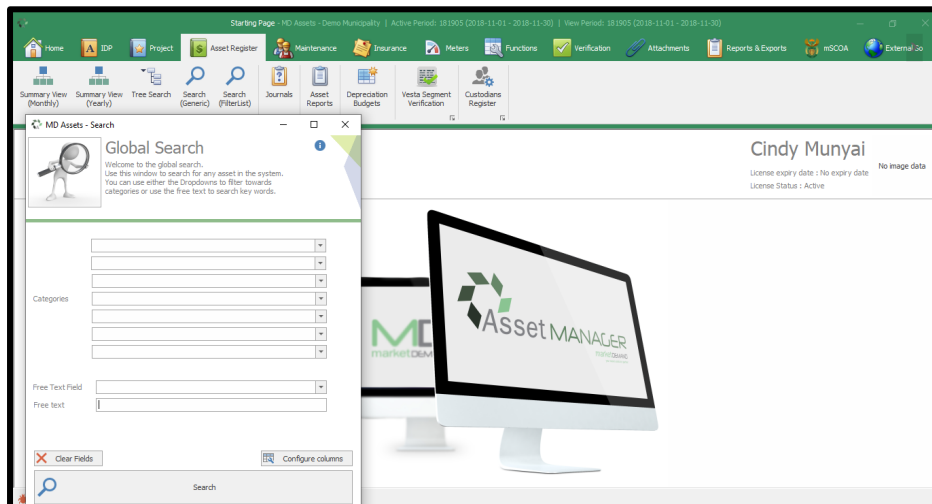 Starting Page - MD Assets - Demo Municipality | Active Period: 181905 (2018-11-01 - 2018-11-30) | View Period: 181905 (2018-11-01 - 2018-11-30)
Home IDP Project Asset Register Maintenance Insurance Meters Functions Verification Attachments Reports & Exports mSCOA External
Summary View (Monthly)
Summary View (Yearly)
Tree Search
Search (Generic)
Search (FilterList)
Journals
Asset Reports
Depreciation Budgets
Vesta Segment Verification
Custodians Register
MD Assets - Search
Global Search
Welcome to the global search.
Use this window to search for any asset in the system.
You can use either the Dropdowns to filter towards
categories or use the free text to search key words.
Cindy Munyai
No image data
License expiry date : No expiry date
License Status : Active
Categories
Free Text Field
Free text
Clear Fields
Configure columns
Search
MD
market DEM
Asset MANAGER
market DEMAND